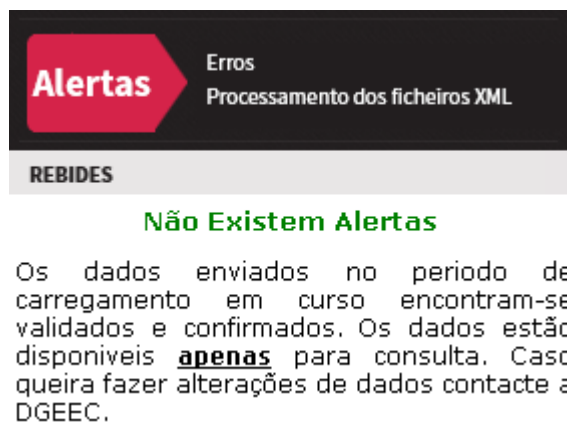 Alertas
Erros
Processamento dos ficheiros XML
REBIDES
Não Existem Alertas
Os dados enviados no periodo de
carregamento em curso encontram-se
validados e confirmados. Os dados estão
disponiveis apenas para consulta. Caso
queira fazer alterações de dados contacte a
DGEEC.